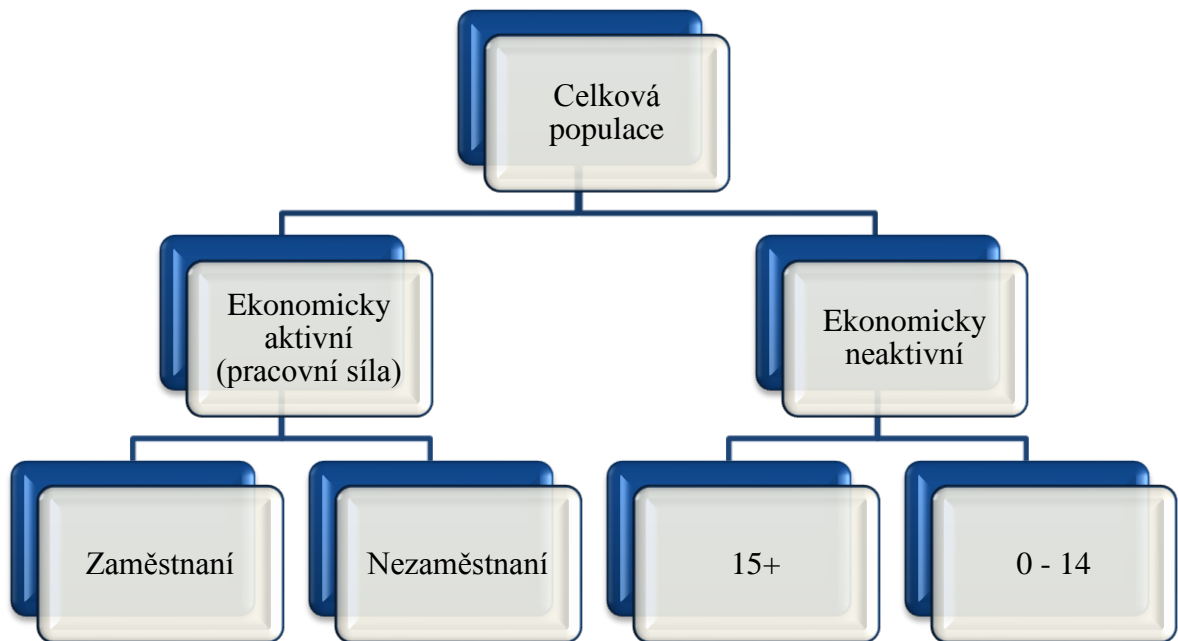 Celková
populace
Ekonomicky
aktivní
(pracovní síla)
Ekonomicky
neaktivní
Zaměstnaní
Nezaměstnaní
15+
0 - 14